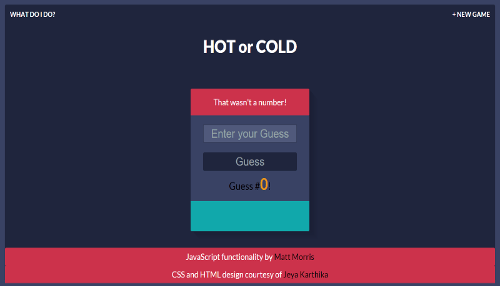 WHAT DO I DO?
+ NEW GAME
HOT or COLD
That wasn't a number!
Enter your Guess
Guess
Guess #0!
JavaScript functionality by Matt Morris
CSS and HTML design courtesy of Jeya Karthika